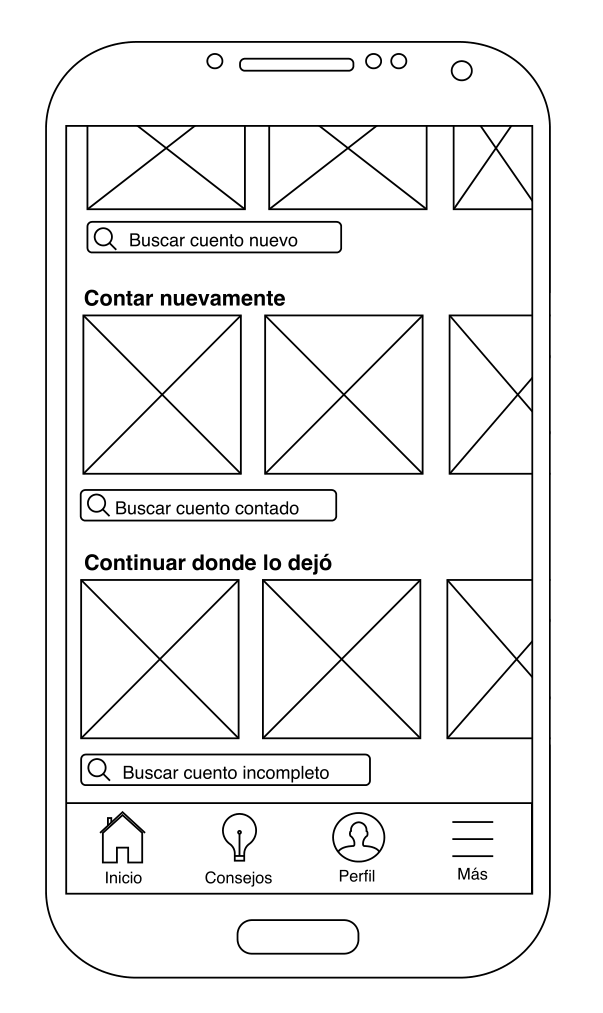 Buscar cuento nuevo
Contar nuevamente
Buscar cuento contado
Continuar donde lo dejó
Buscar cuento incompleto
Inicio
Consejos
Perfil
Más